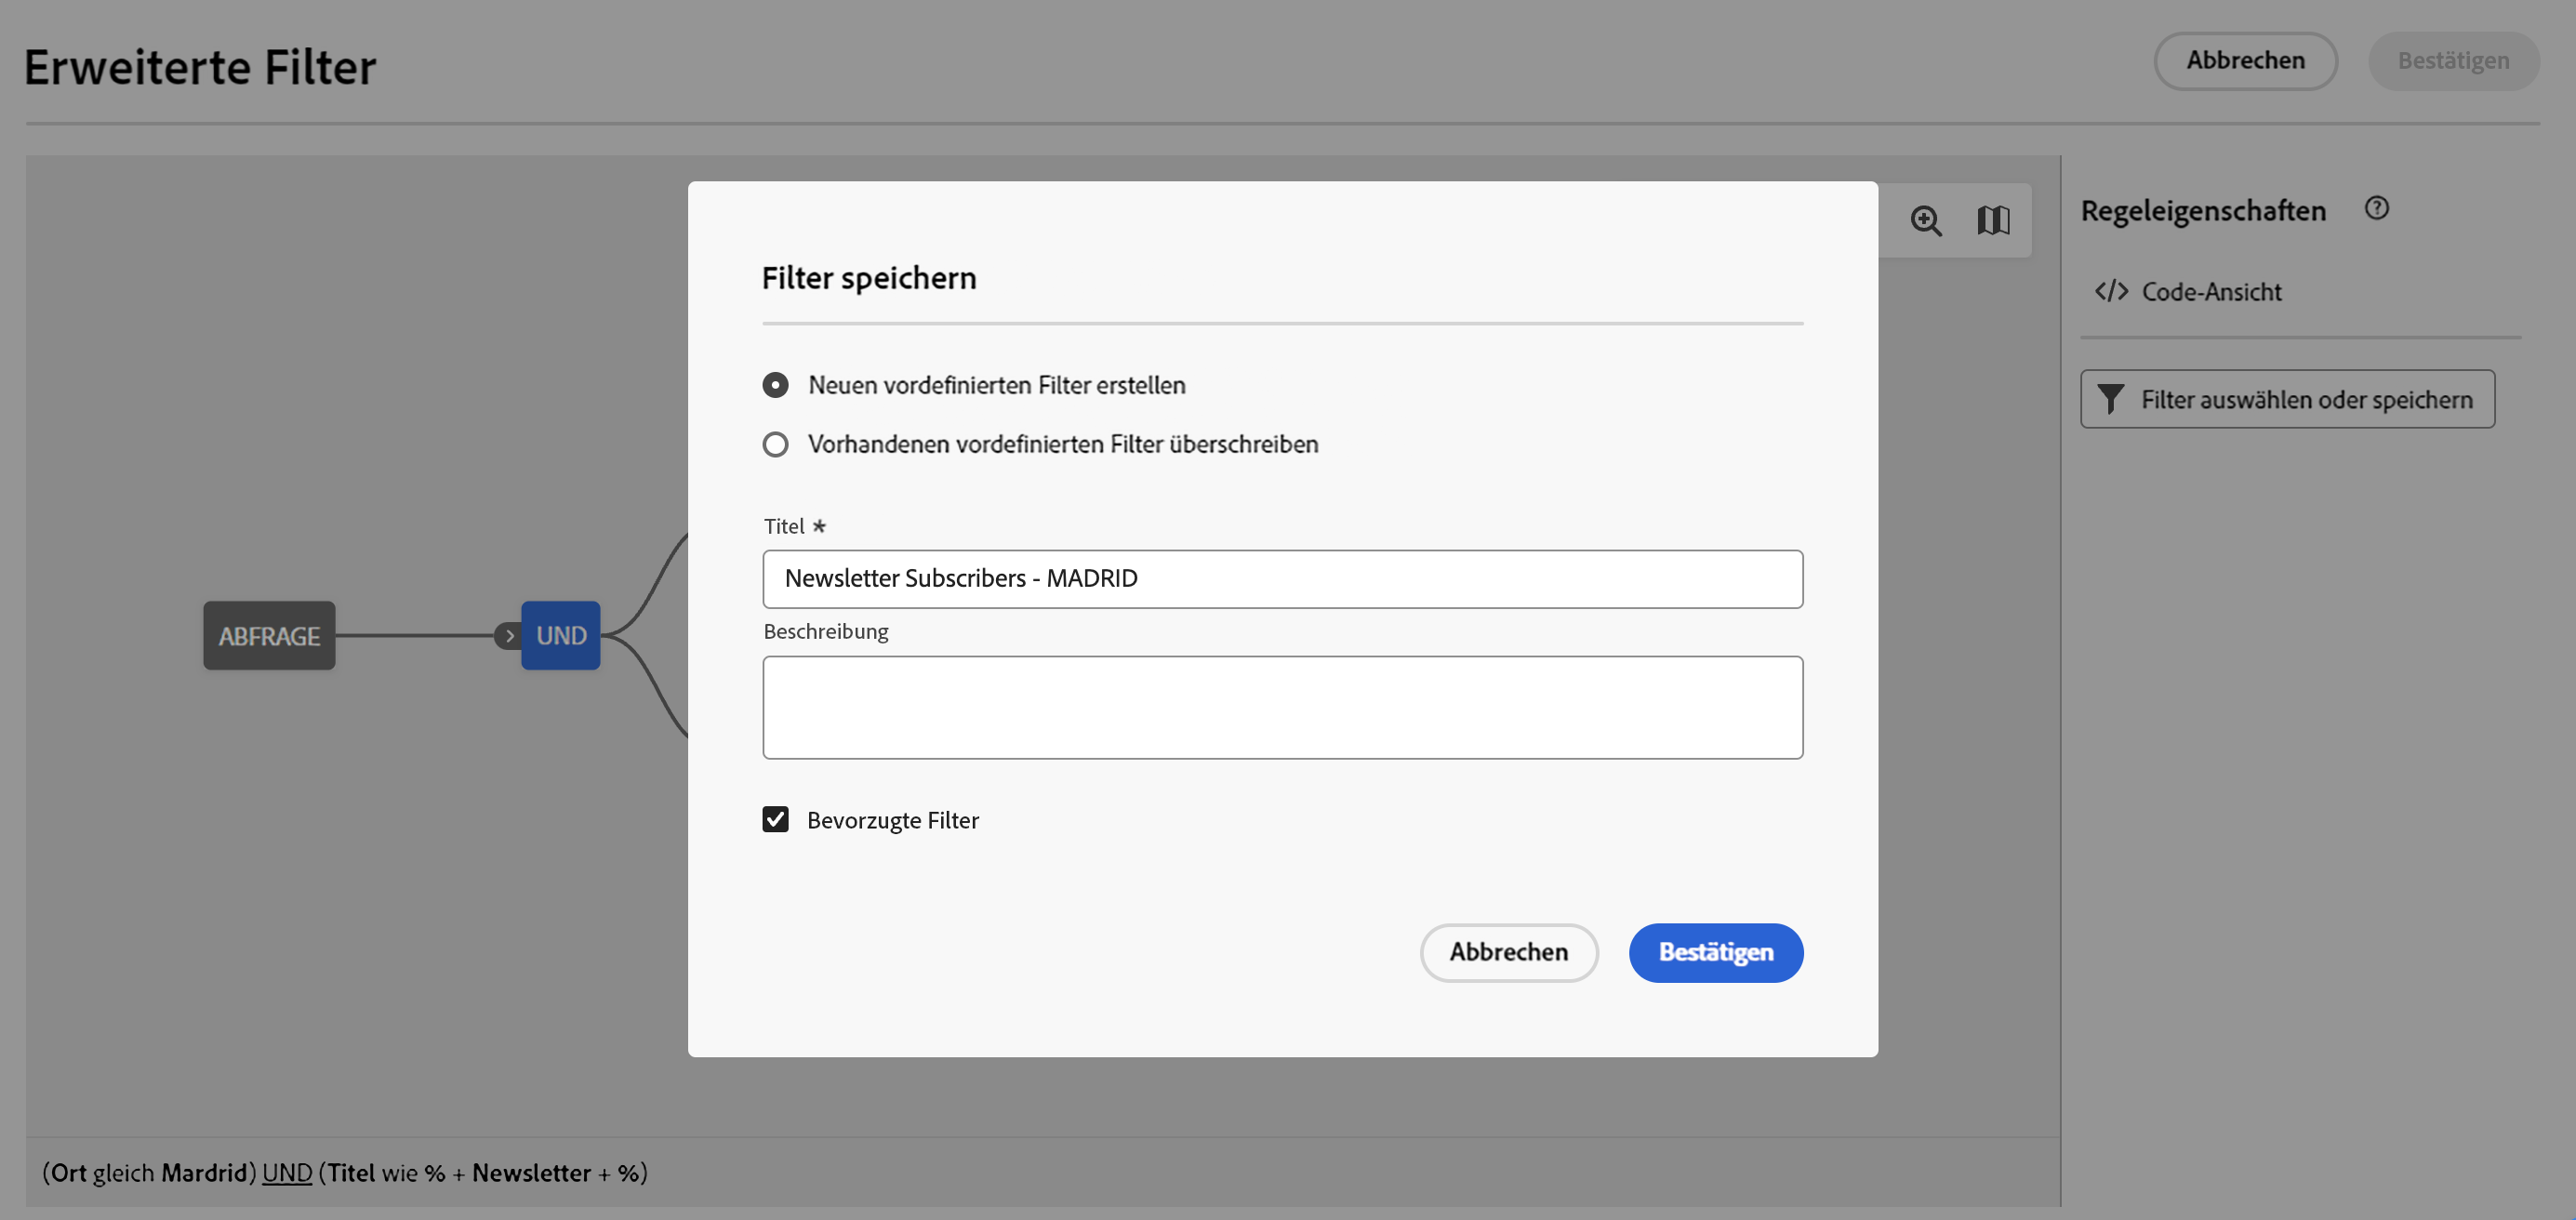 Erweiterte Filter
Abbrechen
Bestätigen
Regeleigenschaften
Code-Ansicht
Filter auswählen oder speichern
Filter speichern
Neuen vordefinierten Filter erstellen
Vorhandenen vordefinierten Filter überschreiben
Titel *
Newsletter Subscribers - MADRID
Beschreibung
ABFRAGE
UND
Bevorzugte Filter
Abbrechen
Bestätigen
(Ort gleich Mardrid) UND (Titel wie % + Newsletter + %)